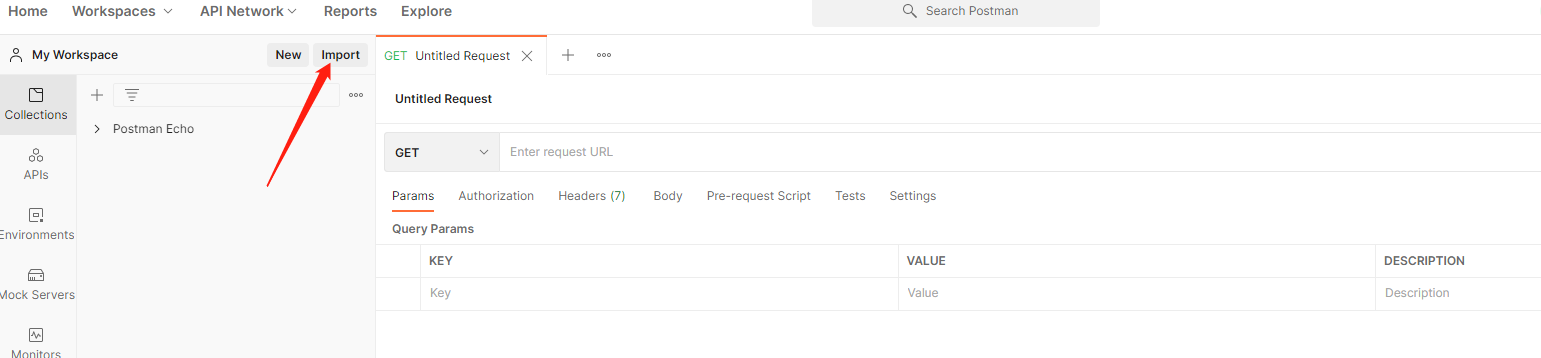 Home Workspaces API Network Reports Explore Search Postman
My Workspace New Import
GET Untitled Request
Collections
Postman Echo
APIs
Environments
Mock Servers
Monitors
Untitled Request
GET Enter request URL
Params Authorization Headers (7) Body Pre-request Script Tests Settings
Query Params
KEY VALUE DESCRIPTION
Key Value Description